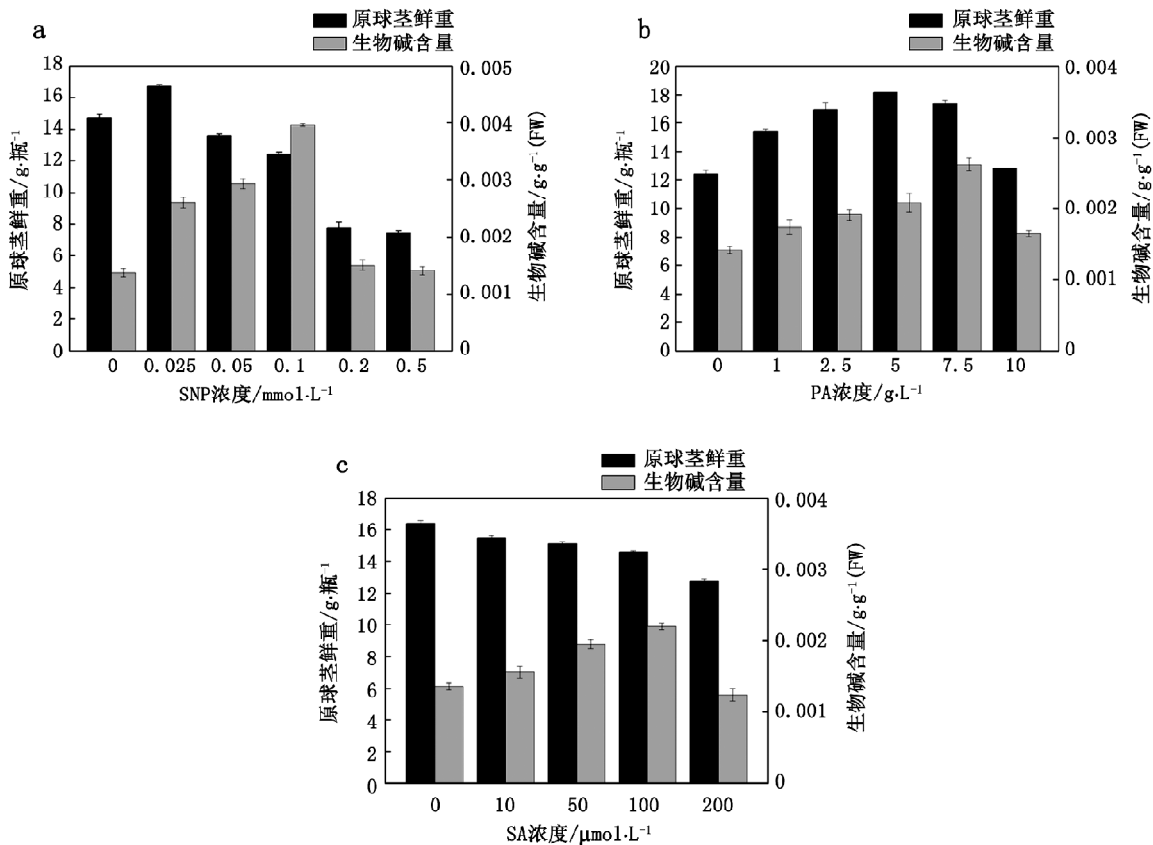 a
原球茎鲜重
生物碱含量
原球茎鲜重/g·瓶⁻¹
18
16
14
12
10
8
6
4
2
0
0.005
0.004
0.003
0.002
0.001
0
生物碱含量/g·g⁻¹(FW)
0 0.025 0.05 0.1 0.2 0.5
SNP浓度/mmol·L⁻¹
b
原球茎鲜重
生物碱含量
原球茎鲜重/g·瓶⁻¹
20
18
16
14
12
10
8
6
4
2
0
0.004
0.003
0.002
0.001
0
生物碱含量/g·g⁻¹(FW)
0 1 2.5 5 7.5 10
PA浓度/g·L⁻¹
c
原球茎鲜重
生物碱含量
原球茎鲜重/g·瓶⁻¹
18
16
14
12
10
8
6
4
2
0
0.004
0.003
0.002
0.001
0
生物碱含量/g·g⁻¹(FW)
0 10 50 100 200
SA浓度/μmol·L⁻¹